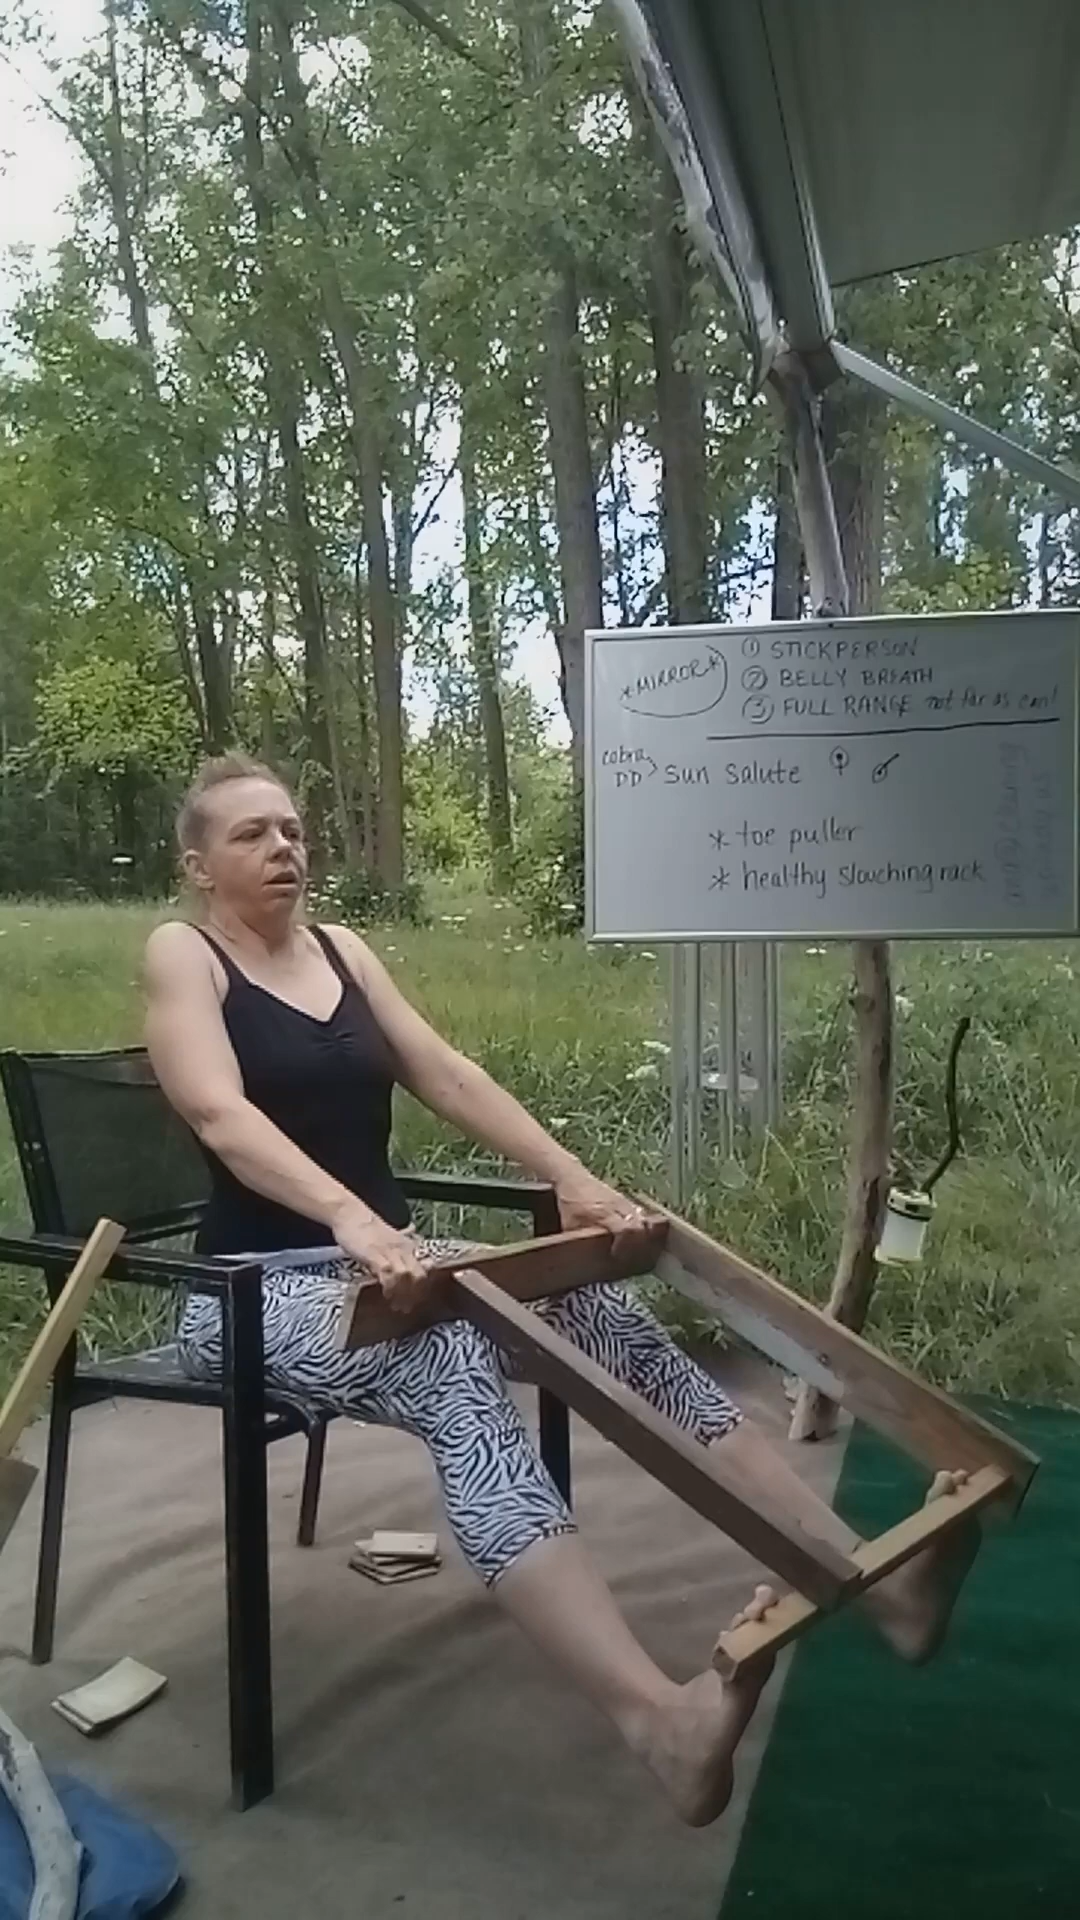 *MIRROR*
① STICKPERSON
② BELLY BREATH
③ FULL RANGE not far as can!
cobra
DD > Sun Salute
* toe puller
* healthy slouching rack